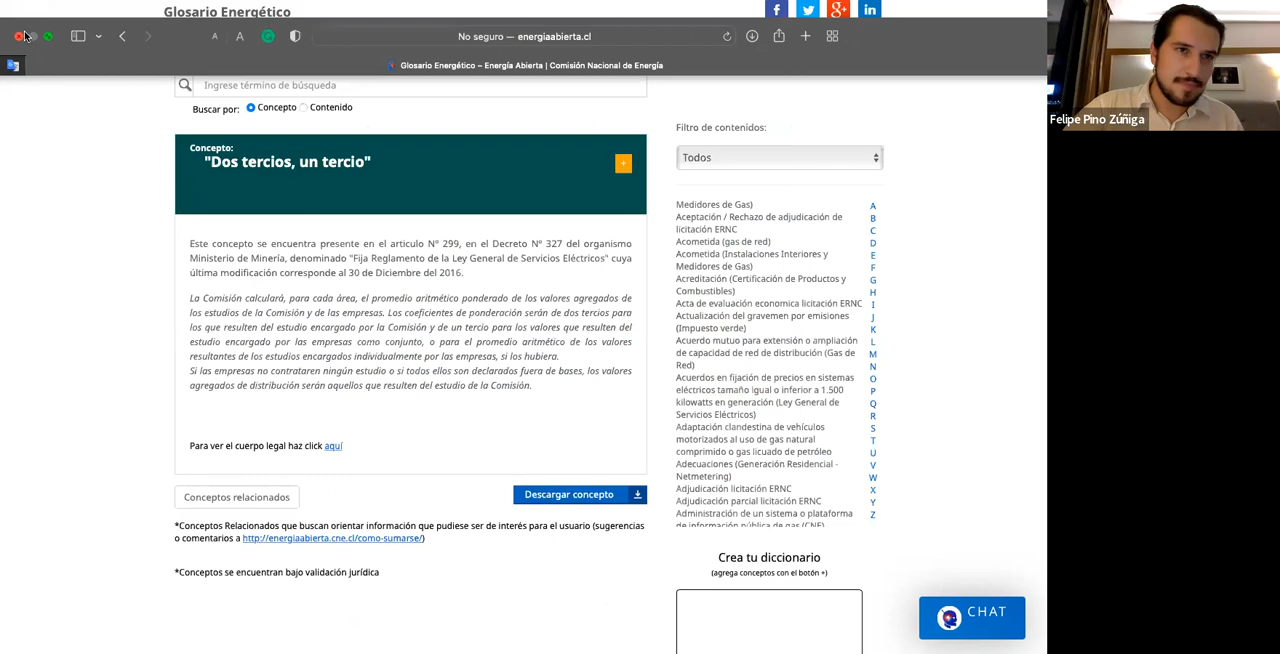 Glosario Energético
No seguro — energiaabierta.cl
Glosario Energético – Energía Abierta | Comisión Nacional de Energía
Ingrese término de búsqueda
Buscar por: Concepto Contenido
Concepto:
"Dos tercios, un tercio"
+
Este concepto se encuentra presente en el articulo N° 299, en el Decreto N° 327 del organismo
Ministerio de Minería, denominado "Fija Reglamento de la Ley General de Servicios Eléctricos" cuya
última modificación corresponde al 30 de Diciembre del 2016.
La Comisión calculará, para cada área, el promedio aritmético ponderado de los valores agregados de
los estudios de la Comisión y de las empresas. Los coeficientes de ponderación serán de dos tercios para
los que resulten del estudio encargado por la Comisión y de un tercio para los valores que resulten del
estudio encargado por las empresas como conjunto, o para el promedio aritmético de los valores
resultantes de los estudios encargados individualmente por las empresas, si los hubiera.
Si las empresas no contrataren ningún estudio o si todos ellos son declarados fuera de bases, los valores
agregados de distribución serán aquellos que resulten del estudio de la Comisión.
Para ver el cuerpo legal haz click aquí
Conceptos relacionados
Descargar concepto
*Conceptos Relacionados que buscan orientar información que pudiese ser de interés para el usuario (sugerencias
o comentarios a http://energiaabierta.cne.cl/como-sumarse/)
*Conceptos se encuentran bajo validación jurídica
Filtro de contenidos:
Todos
Medidores de Gas)
Aceptación / Rechazo de adjudicación de
licitación ERNC
Acometida (gas de red)
Acometida (Instalaciones Interiores y
Medidores de Gas)
Acreditación (Certificación de Productos y
Combustibles)
Acta de evaluación economica licitación ERNC
Actualización del gravamen por emisiones
(Impuesto verde)
Acuerdo mutuo para extensión o ampliación
de capacidad de red de distribución (Gas de
Red)
Acuerdos en fijación de precios en sistemas
eléctricos tamaño igual o inferior a 1.500
kilowatts en generación (Ley General de
Servicios Eléctricos)
Adaptación clandestina de vehículos
motorizados al uso de gas natural
comprimido o gas licuado de petróleo
Adecuaciones (Generación Residencial -
Netmetering)
Adjudicación licitación ERNC
Adjudicación parcial licitación ERNC
Administración de un sistema o plataforma
de información pública de gas (CNE)
A
B
C
D
E
F
G
H
I
J
K
L
M
N
O
P
Q
R
S
T
U
V
W
X
Y
Z
Crea tu diccionario
(agrega conceptos con el botón +)
CHAT
Felipe Pino Zúñiga